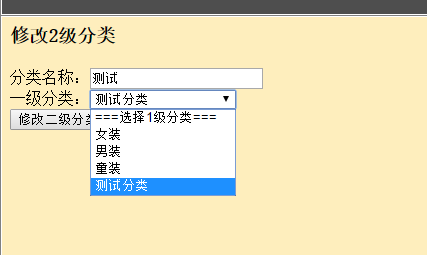 修改2级分类
分类名称：测试
一级分类：测试分类
修改二级分类
===选择1级分类===
女装
男装
童装
测试分类